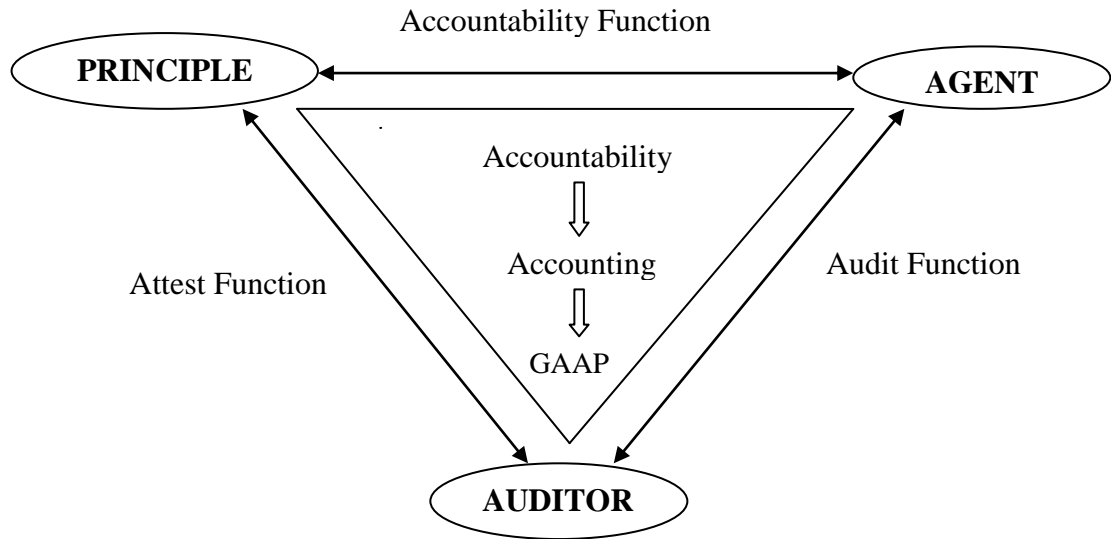 Accountability Function
PRINCIPLE
AGENT
Accountability
Accounting
Attest Function
Audit Function
GAAP
AUDITOR